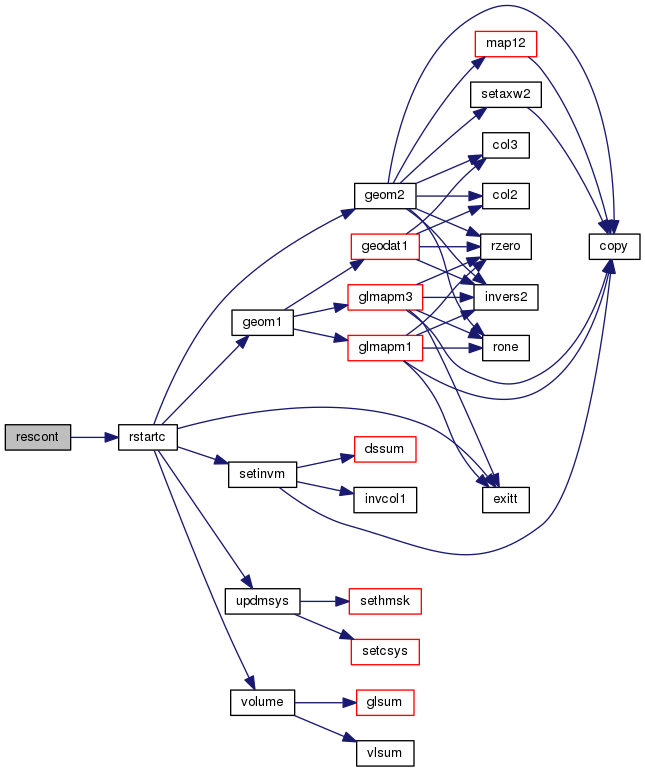 map12
setaxw2
col3
geom2
col2
geodat1
rzero
copy
glmapm3
invers2
geom1
glmapm1
rone
rescont
rstartc
dssum
setinvm
invcol1
exitt
updmsys
sethmsk
setcsys
volume
glsum
vlsum